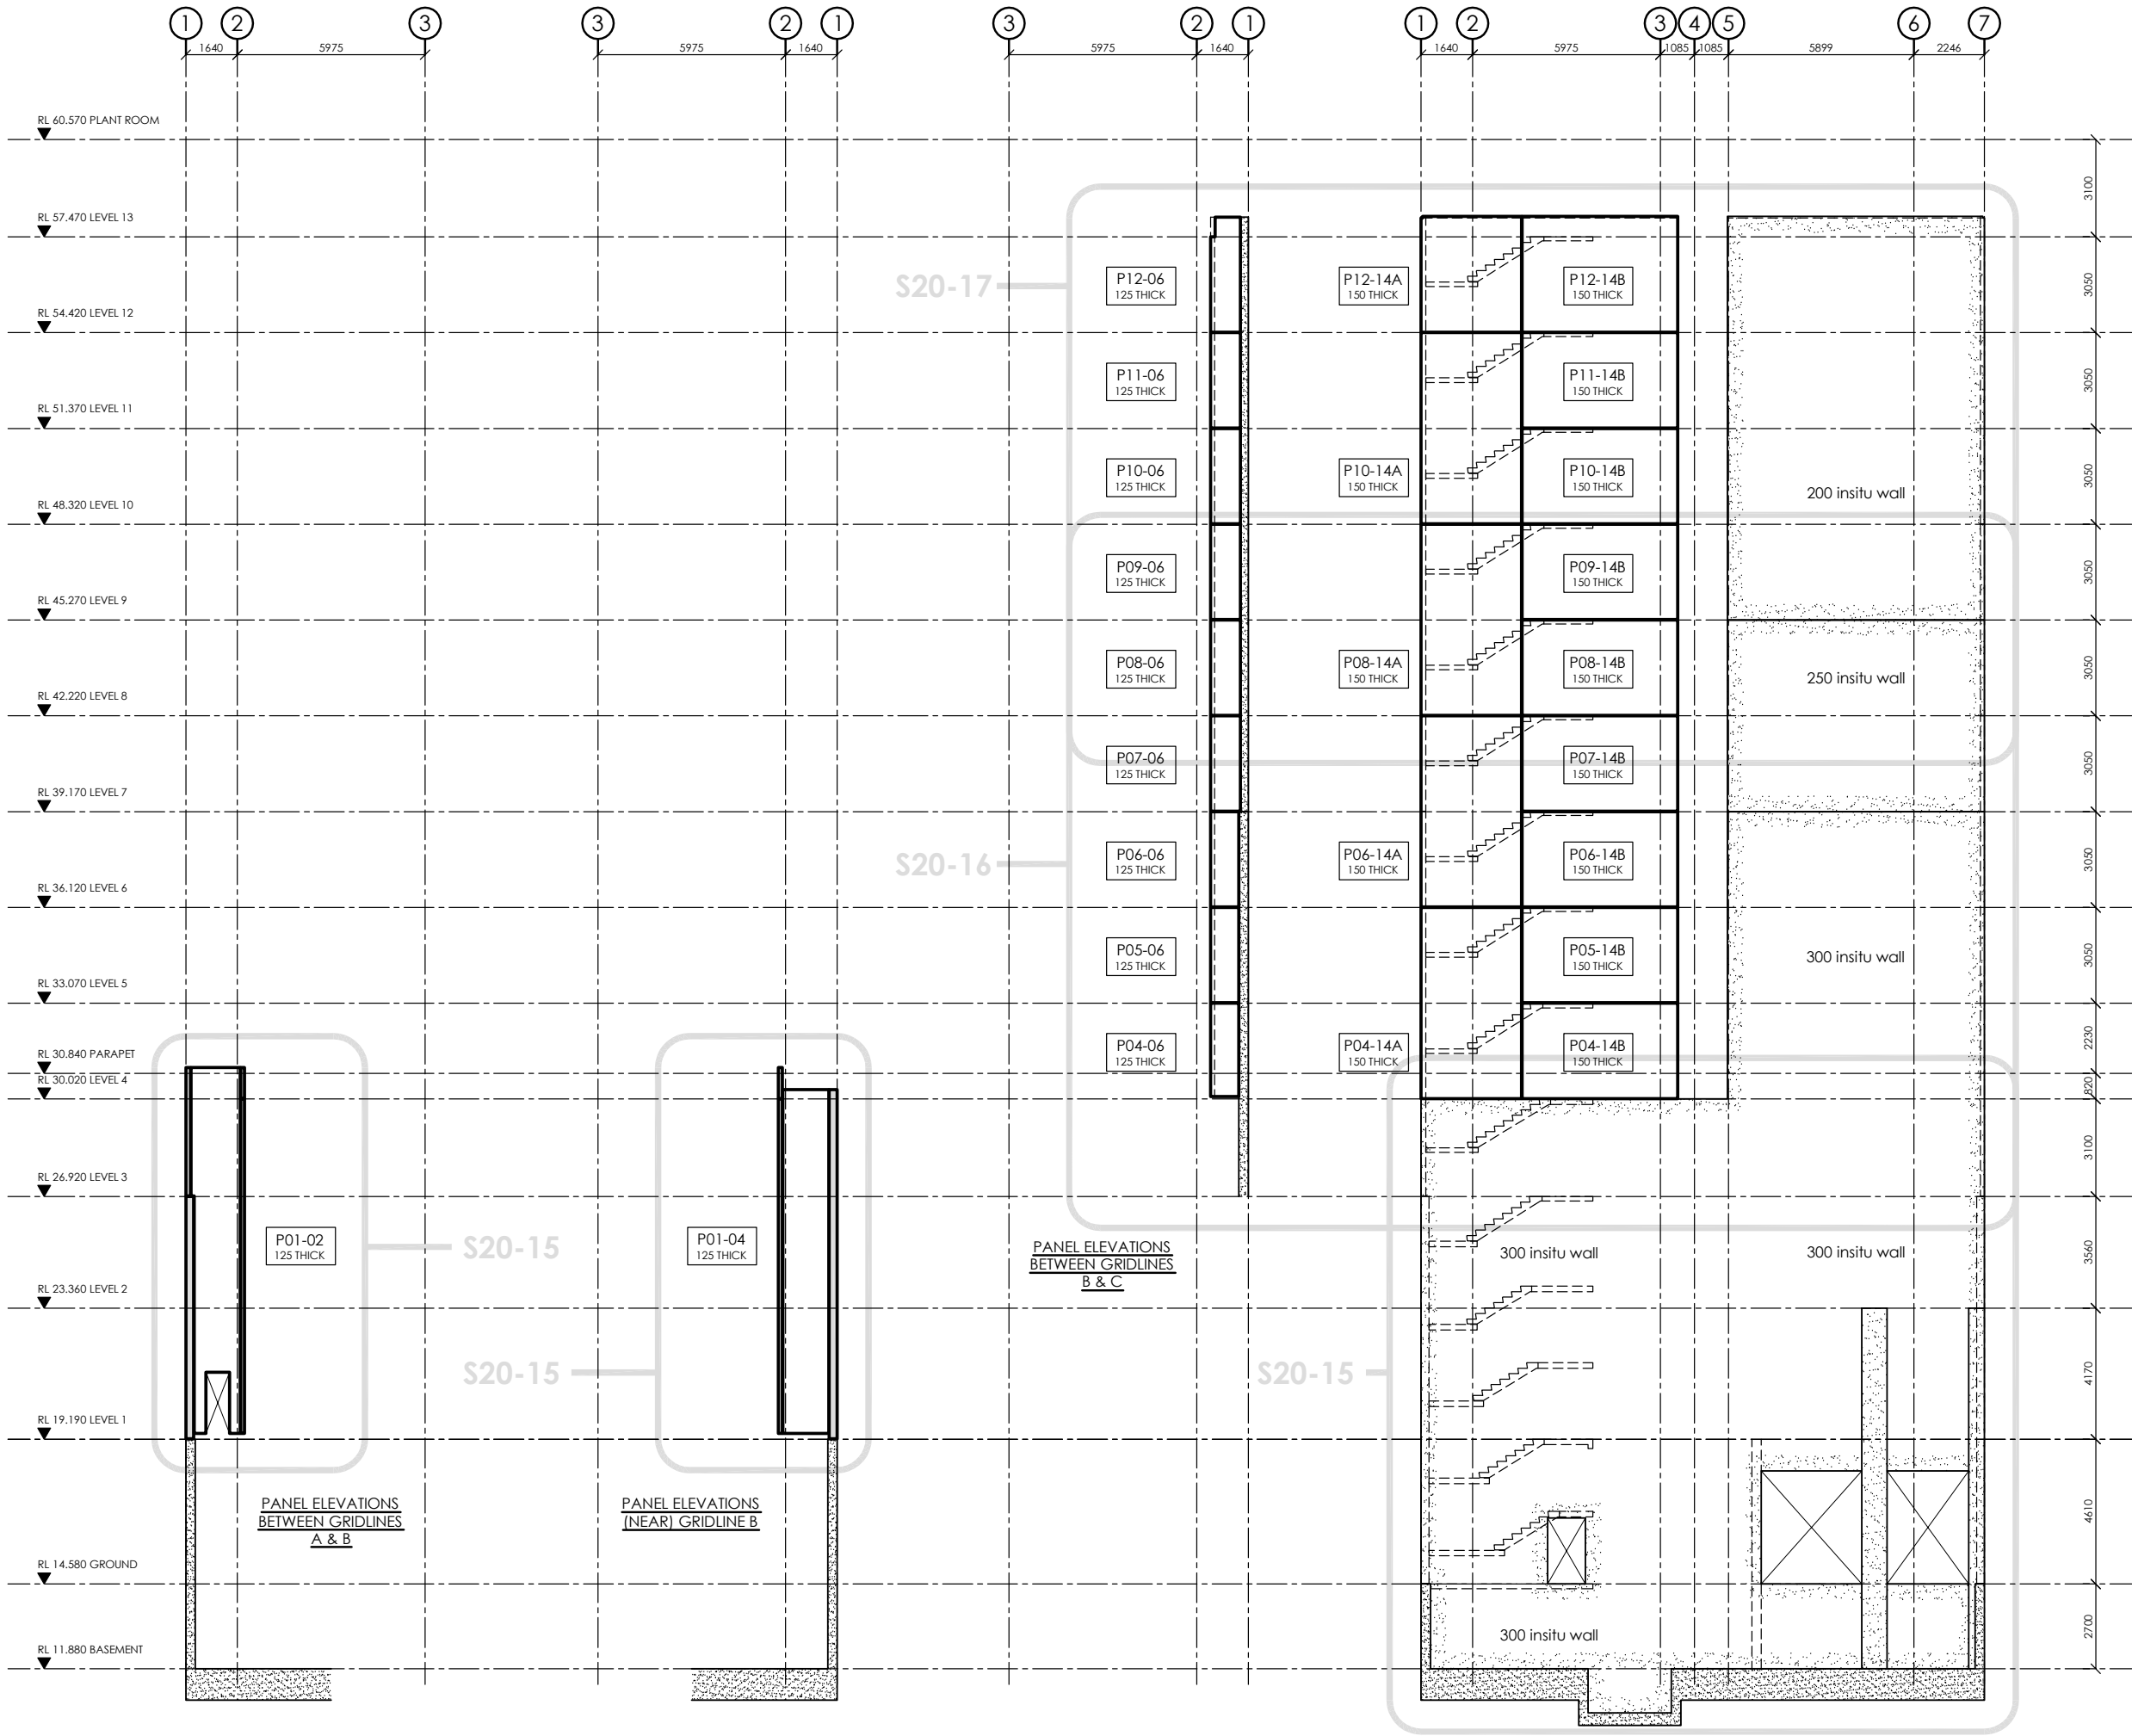 1 2 3 3 2 1 3 2 1 1 2 3 4 5 6 7
1640 5975 5975 1640 5975 1640 1640 5975 1085 1085 5899 2246
RL 60.570 PLANT ROOM
3100
RL 57.470 LEVEL 13
S20-17
P12-06 P12-14A P12-14B
125 THICK 150 THICK 150 THICK
3050
RL 54.420 LEVEL 12
P11-06 P11-14B
125 THICK 150 THICK
3050
RL 51.370 LEVEL 11
P10-06 P10-14A P10-14B
125 THICK 150 THICK 150 THICK
3050
200 insitu wall
RL 48.320 LEVEL 10
P09-06 P09-14B
125 THICK 150 THICK
3050
RL 45.270 LEVEL 9
P08-06 P08-14A P08-14B
125 THICK 150 THICK 150 THICK
250 insitu wall
3050
RL 42.220 LEVEL 8
P07-06 P07-14B
125 THICK 150 THICK
3050
RL 39.170 LEVEL 7
S20-16
P06-06 P06-14A P06-14B
125 THICK 150 THICK 150 THICK
3050
RL 36.120 LEVEL 6
P05-06 P05-14B
125 THICK 150 THICK
300 insitu wall
3050
RL 33.070 LEVEL 5
P04-06 P04-14A P04-14B
125 THICK 150 THICK 150 THICK
2230
RL 30.840 PARAPET
RL 30.020 LEVEL 4
820
3100
RL 26.920 LEVEL 3
P01-02
125 THICK
S20-15
P01-04
125 THICK
PANEL ELEVATIONS
BETWEEN GRIDLINES
B & C
300 insitu wall 300 insitu wall
3560
RL 23.360 LEVEL 2
S20-15 S20-15
4170
RL 19.190 LEVEL 1
PANEL ELEVATIONS
BETWEEN GRIDLINES
A & B
PANEL ELEVATIONS
(NEAR) GRIDLINE B
4610
RL 14.580 GROUND
300 insitu wall
2700
RL 11.880 BASEMENT